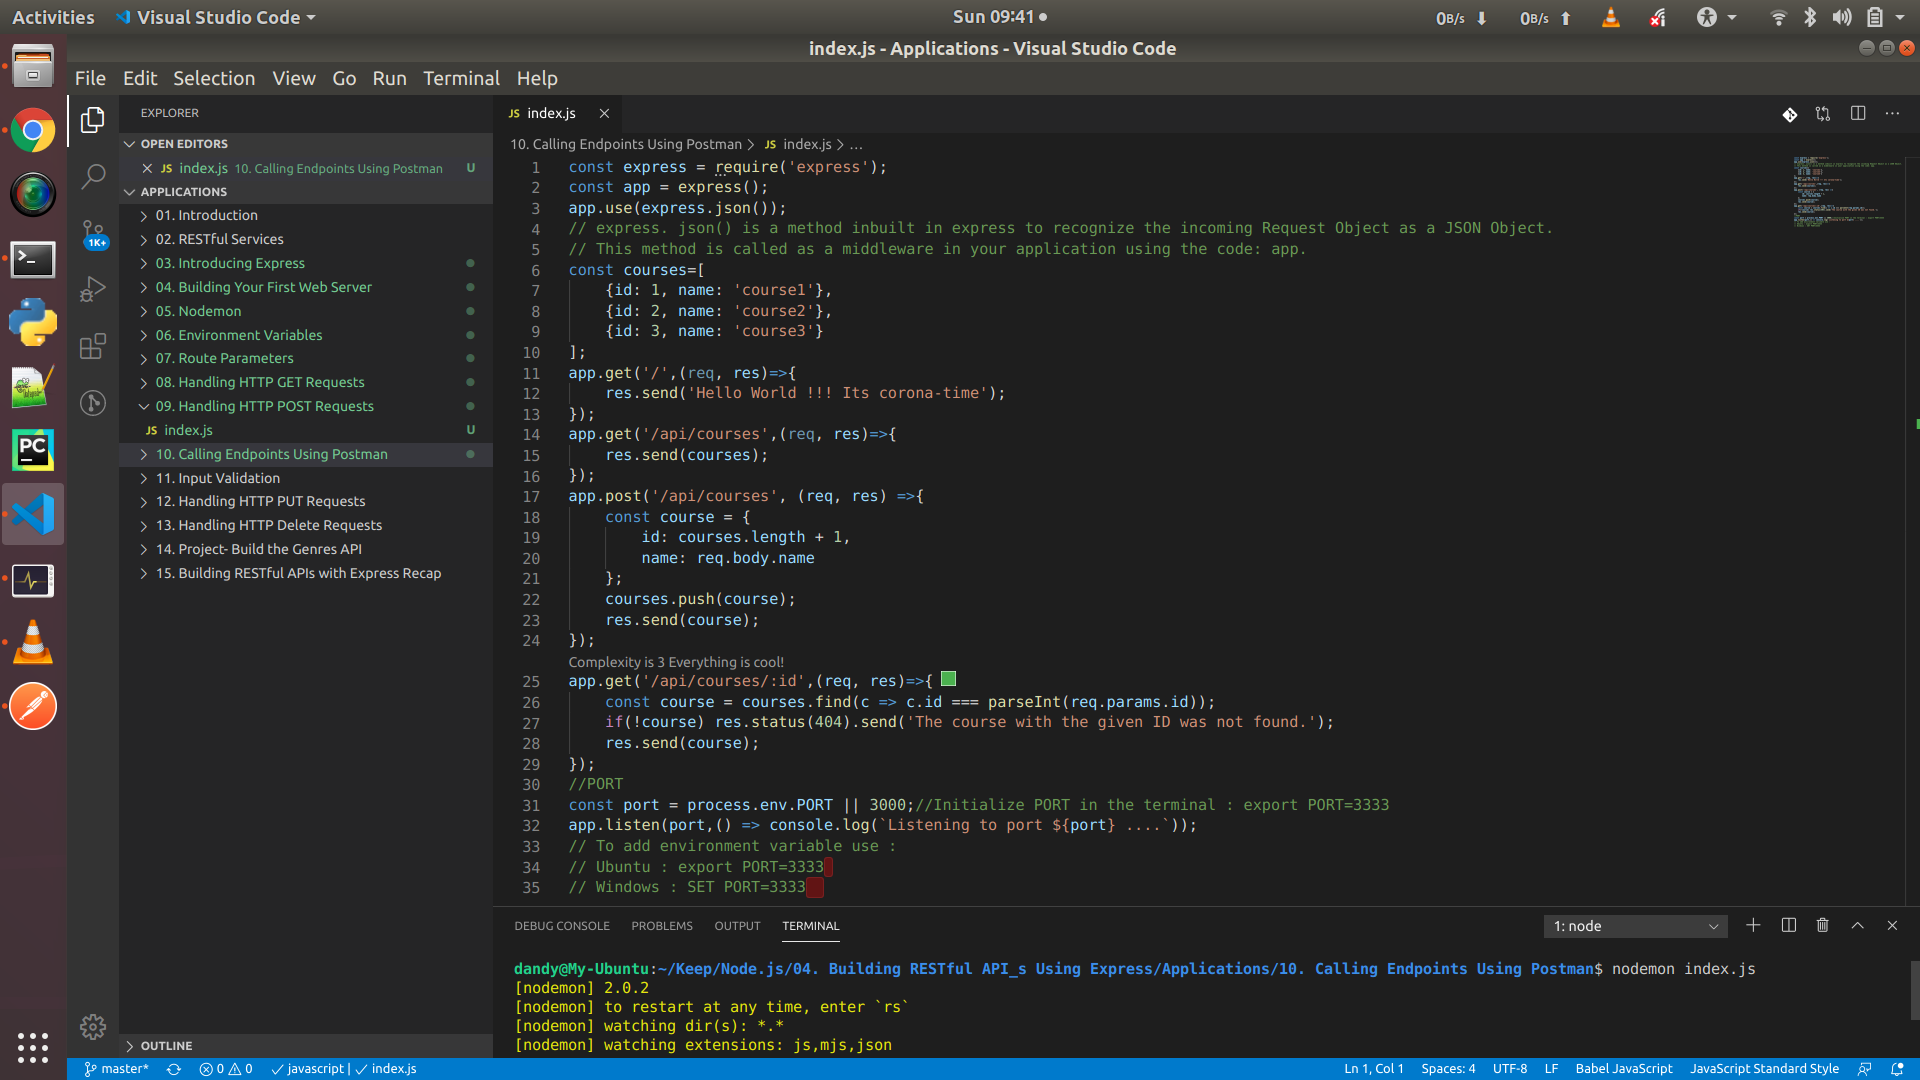 Activities
Visual Studio Code
Sun 09:41
0B/s
0B/s
index.js - Applications - Visual Studio Code
File Edit Selection View Go Run Terminal Help
1K+
PC
EXPLORER
OPEN EDITORS
JS index.js 10. Calling Endpoints Using Postman U
APPLICATIONS
01. Introduction
02. RESTful Services
03. Introducing Express
04. Building Your First Web Server
05. Nodemon
06. Environment Variables
07. Route Parameters
08. Handling HTTP GET Requests
09. Handling HTTP POST Requests
JS index.js U
10. Calling Endpoints Using Postman
11. Input Validation
12. Handling HTTP PUT Requests
13. Handling HTTP Delete Requests
14. Project- Build the Genres API
15. Building RESTful APIs with Express Recap
OUTLINE
JS index.js
10. Calling Endpoints Using Postman > JS index.js > ...
1 const express = require('express');
2 const app = express();
3 app.use(express.json());
4 // express. json() is a method inbuilt in express to recognize the incoming Request Object as a JSON Object.
5 // This method is called as a middleware in your application using the code: app.
6 const courses=[
7 {id: 1, name: 'course1'},
8 {id: 2, name: 'course2'},
9 {id: 3, name: 'course3'}
10 ];
11 app.get('/',(req, res)=>{
12 res.send('Hello World !!! Its corona-time');
13 });
14 app.get('/api/courses',(req, res)=>{
15 res.send(courses);
16 });
17 app.post('/api/courses', (req, res) =>{
18 const course = {
19 id: courses.length + 1,
20 name: req.body.name
21 };
22 courses.push(course);
23 res.send(course);
24 });
Complexity is 3 Everything is cool!
25 app.get('/api/courses/:id',(req, res)=>{
26 const course = courses.find(c => c.id === parseInt(req.params.id));
27 if(!course) res.status(404).send('The course with the given ID was not found.');
28 res.send(course);
29 });
30 //PORT
31 const port = process.env.PORT || 3000;//Initialize PORT in the terminal : export PORT=3333
32 app.listen(port,() => console.log(`Listening to port ${port} ....`));
33 // To add environment variable use :
34 // Ubuntu : export PORT=3333
35 // Windows : SET PORT=3333
DEBUG CONSOLE PROBLEMS OUTPUT TERMINAL
1: node
dandy@My-Ubuntu:~/Keep/Node.js/04. Building RESTful API_s Using Express/Applications/10. Calling Endpoints Using Postman$ nodemon index.js
[nodemon] 2.0.2
[nodemon] to restart at any time, enter `rs`
[nodemon] watching dir(s): *.*
[nodemon] watching extensions: js,mjs,json
master* 0 0 javascript | index.js
Ln 1, Col 1 Spaces: 4 UTF-8 LF Babel JavaScript JavaScript Standard Style